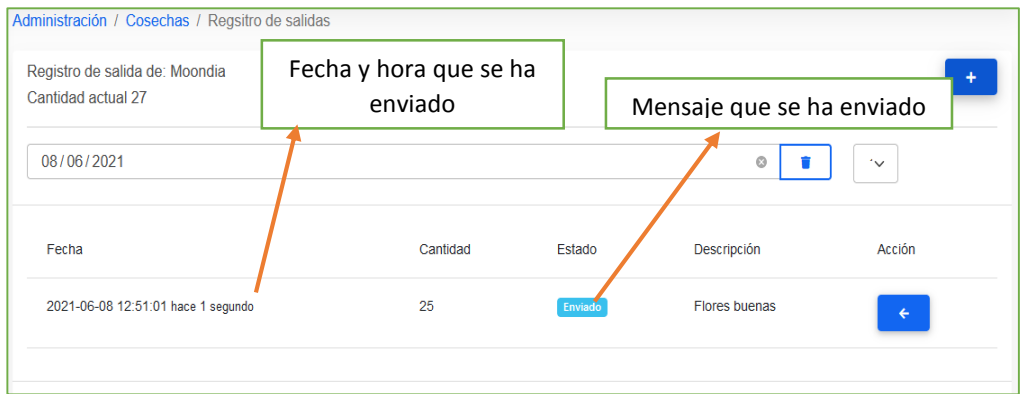 Administración / Cosechas / Regsitro de salidas
Registro de salida de: Moondia
Cantidad actual 27
Fecha y hora que se ha
enviado
Mensaje que se ha enviado
+
08/06/2021
Fecha Cantidad Estado Descripción Acción
2021-06-08 12:51:01 hace 1 segundo 25 Enviado Flores buenas